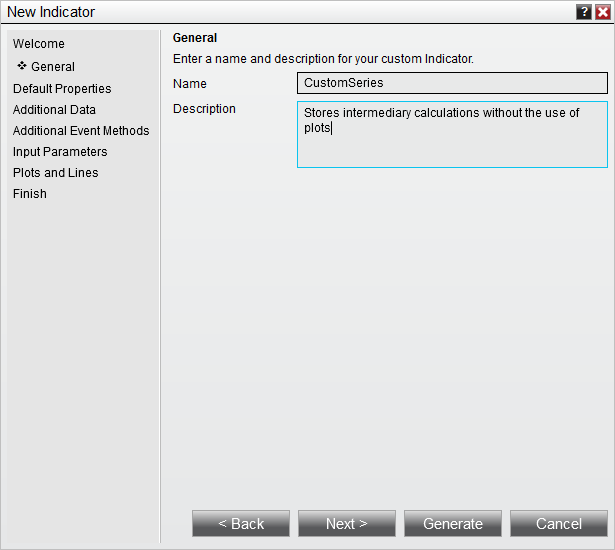 New Indicator
?
Welcome
General
Default Properties
Additional Data
Additional Event Methods
Input Parameters
Plots and Lines
Finish
General
Enter a name and description for your custom Indicator.
Name CustomSeries
Description Stores intermediary calculations without the use of
plots
< Back Next > Generate Cancel